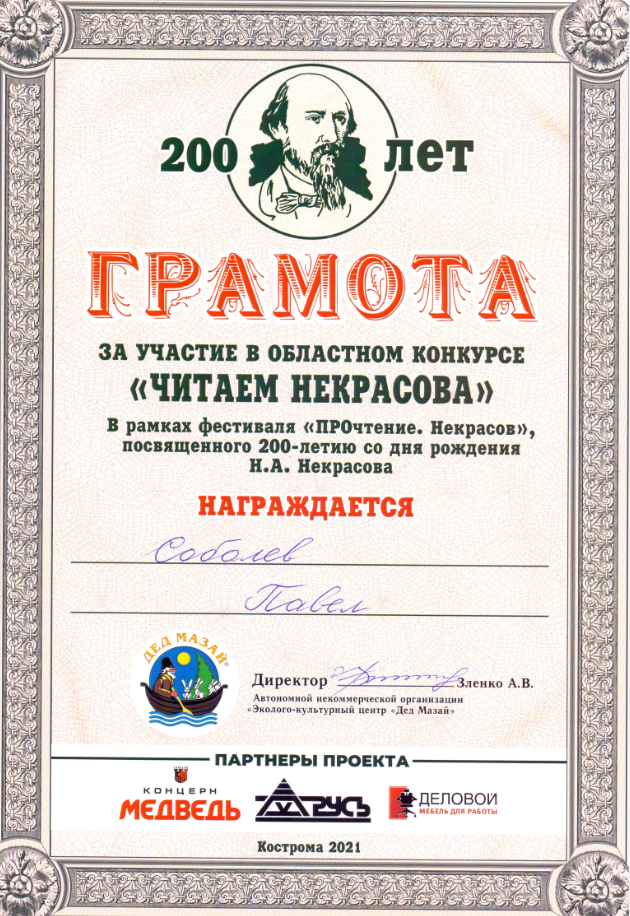 200 лет
ГРАМОТА
ЗА УЧАСТИЕ В ОБЛАСТНОМ КОНКУРСЕ
«ЧИТАЕМ НЕКРАСОВА»
В рамках фестиваля «ПРОчтение. Некрасов»,
посвященного 200-летию со дня рождения
Н.А. Некрасова
НАГРАЖДАЕТСЯ
Соболев
Павел
ДЕД МАЗАЙ®
Директор Зленко А.В.
Автономной некоммерческой организации
«Эколого-культурный центр «Дед Мазай»
ПАРТНЕРЫ ПРОЕКТА
КОНЦЕРН
МЕДВЕДЬ
РУСЪ
ДЕЛОВОЙ
МЕБЕЛЬ ДЛЯ РАБОТЫ
Кострома 2021